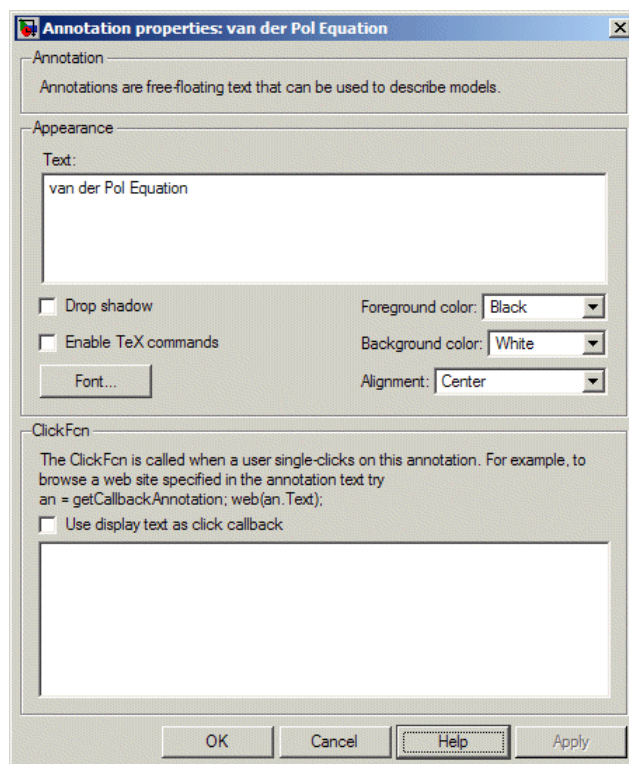 Annotation properties: van der Pol Equation
Annotation
Annotations are free-floating text that can be used to describe models.
Appearance
Text:
van der Pol Equation
Drop shadow
Foreground color: Black
Enable TeX commands
Background color: White
Font...
Alignment: Center
ClickFcn
The ClickFcn is called when a user single-clicks on this annotation. For example, to
browse a web site specified in the annotation text try
an = getCallbackAnnotation; web(an.Text);
Use display text as click callback
OK Cancel Help Apply